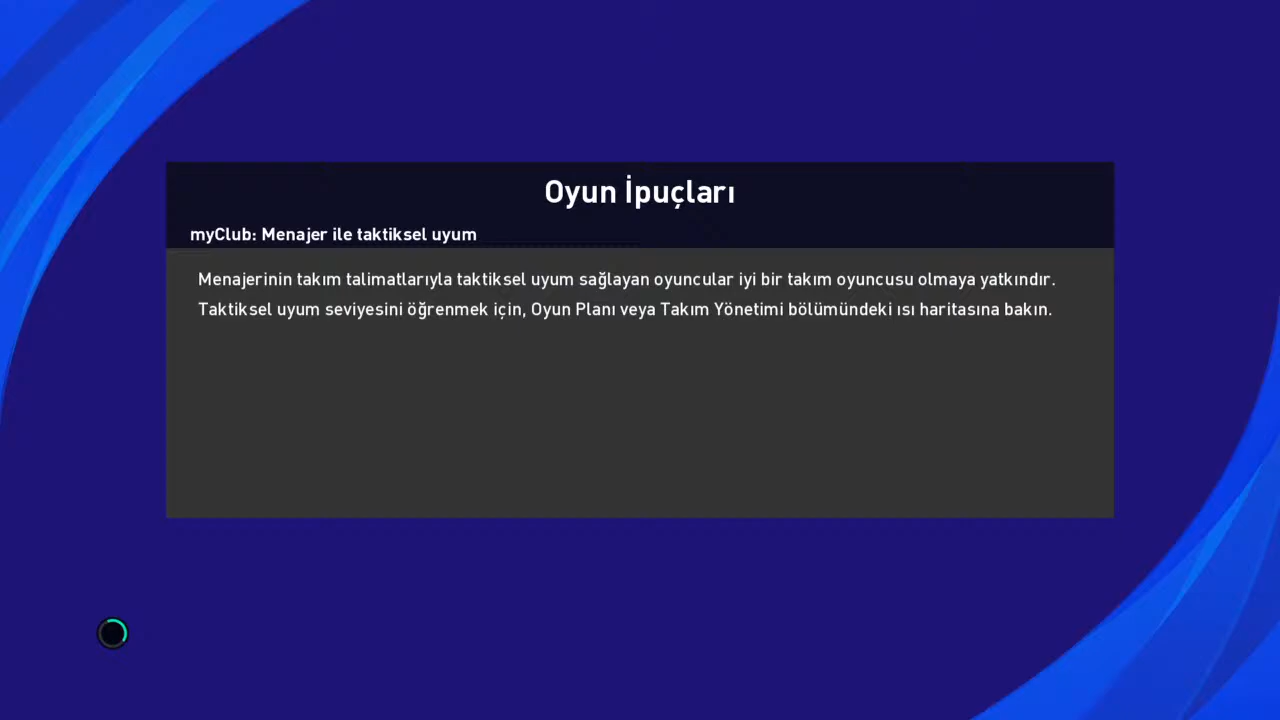 Oyun İpuçları
myClub: Menajer ile taktiksel uyum
Menajerinin takım talimatlarıyla taktiksel uyum sağlayan oyuncular iyi bir takım oyuncusu olmaya yatkındır.
Taktiksel uyum seviyesini öğrenmek için, Oyun Planı veya Takım Yönetimi bölümündeki ısı haritasına bakın.